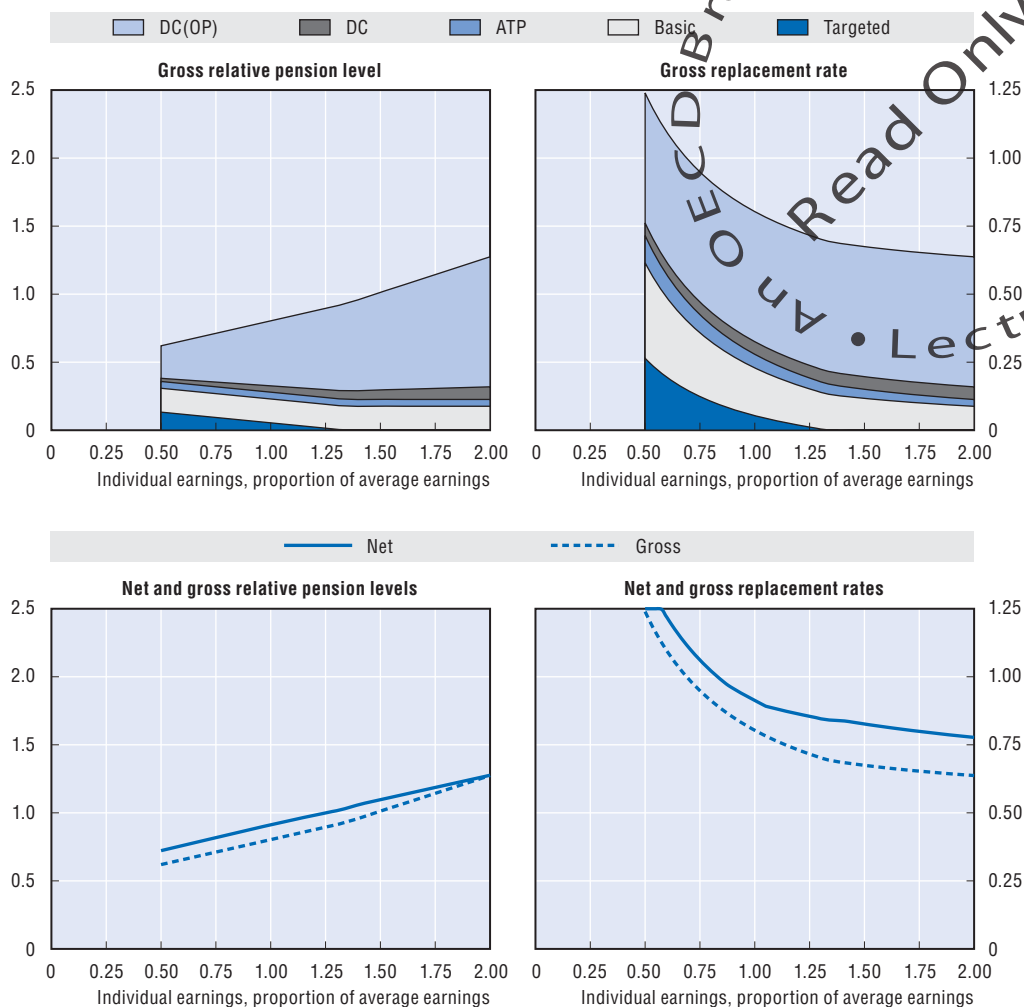 DC(OP) DC ATP Basic Targeted
Gross relative pension level
2.5
2.0
1.5
1.0
0.5
0
0 0.25 0.50 0.75 1.00 1.25 1.50 1.75 2.00
Individual earnings, proportion of average earnings
Gross replacement rate
1.25
1.00
0.75
0.50
0.25
0
0 0.25 0.50 0.75 1.00 1.25 1.50 1.75 2.00
Individual earnings, proportion of average earnings
An OECD Br
Read Only
• Lect
Net Gross
Net and gross relative pension levels
2.5
2.0
1.5
1.0
0.5
0
0 0.25 0.50 0.75 1.00 1.25 1.50 1.75 2.00
Individual earnings, proportion of average earnings
Net and gross replacement rates
1.25
1.00
0.75
0.50
0.25
0
0 0.25 0.50 0.75 1.00 1.25 1.50 1.75 2.00
Individual earnings, proportion of average earnings